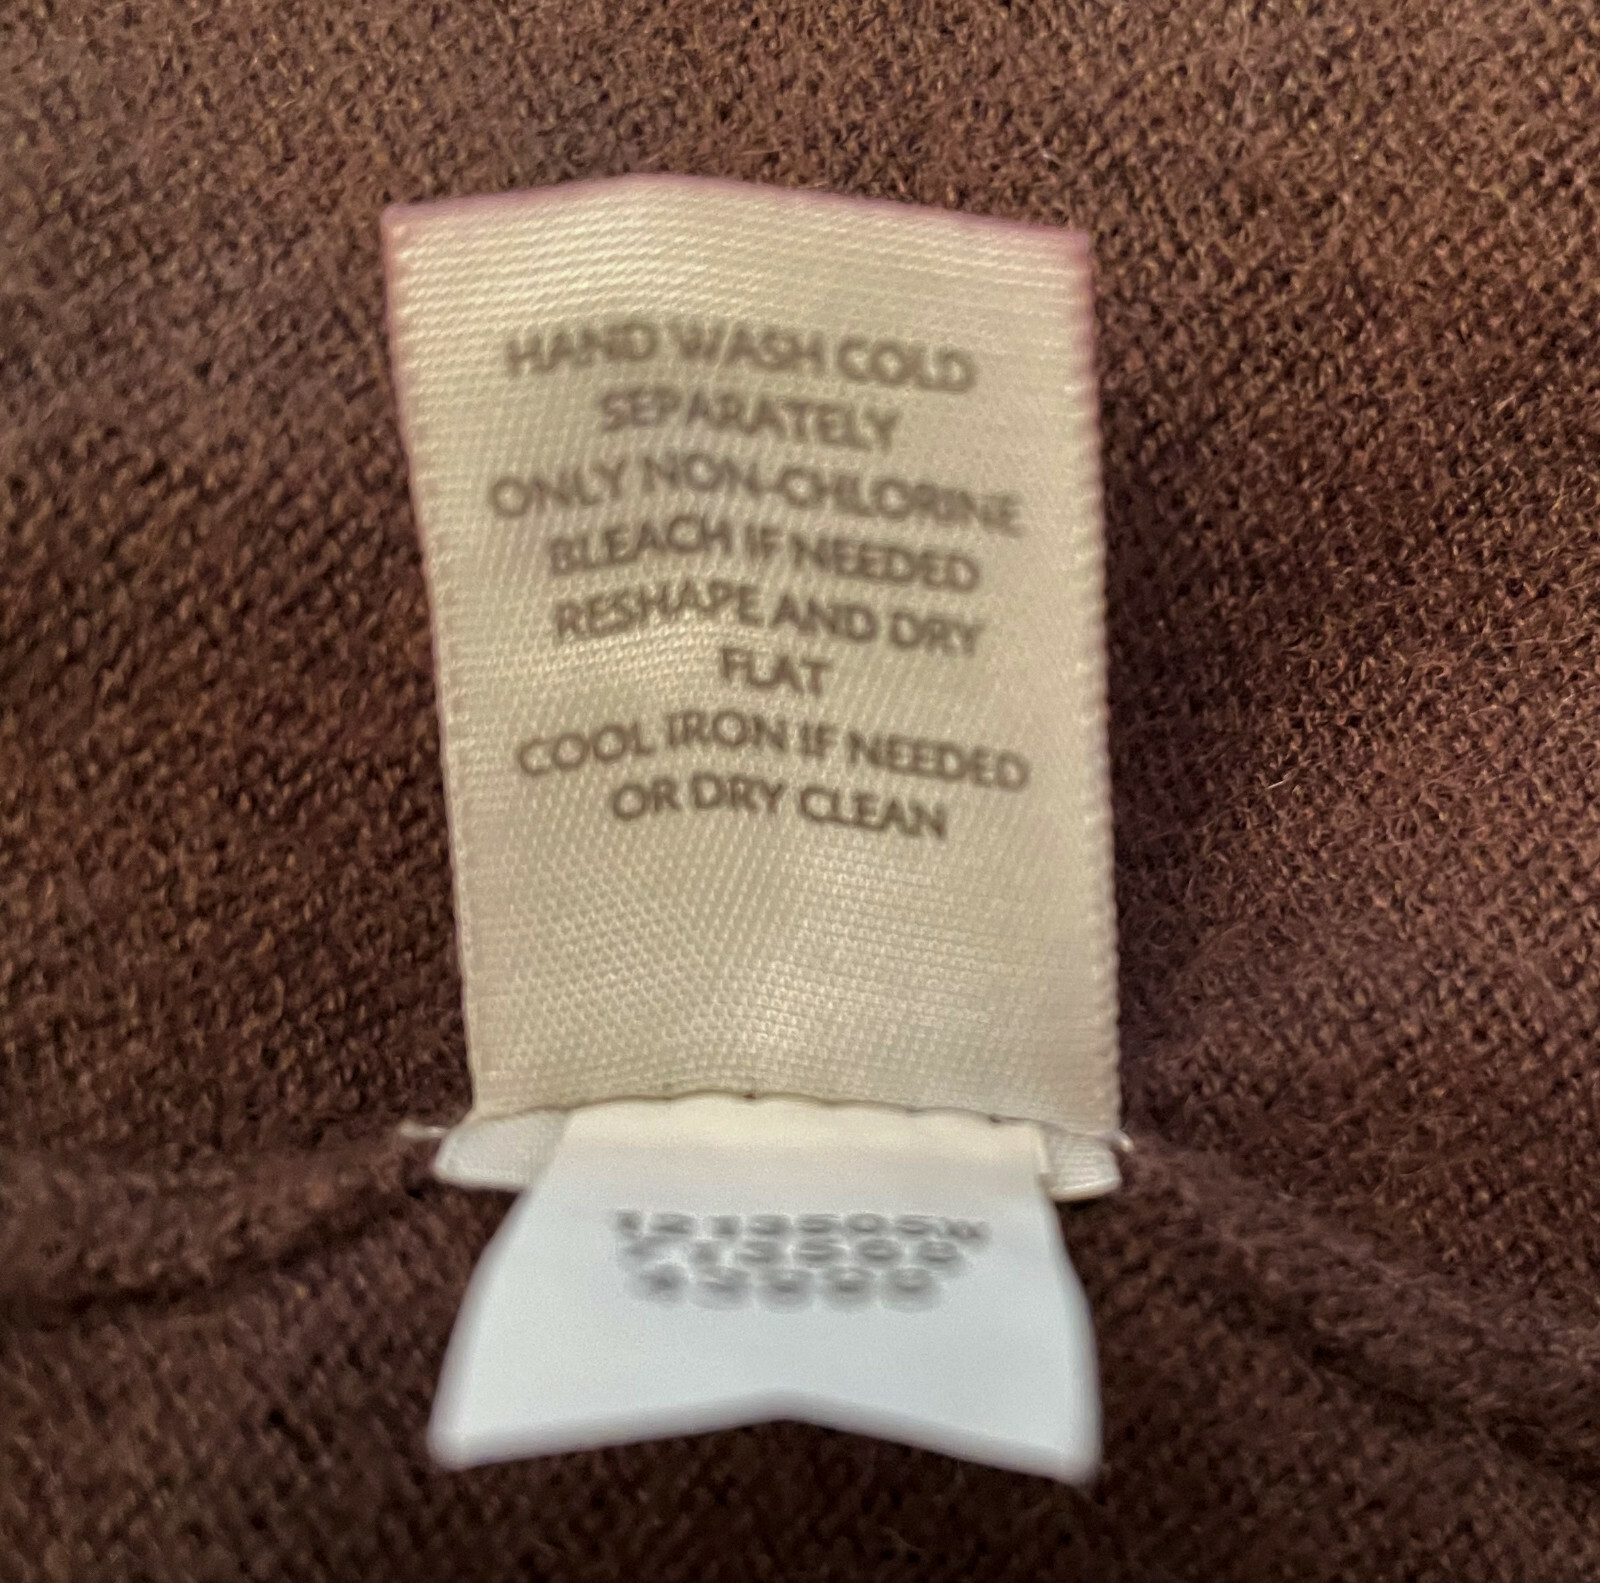 HAND WASH COLD
SEPARATELY
ONLY NON-CHLORINE
BLEACH IF NEEDED
RESHAPE AND DRY
FLAT
COOL IRON IF NEEDED
OR DRY CLEAN